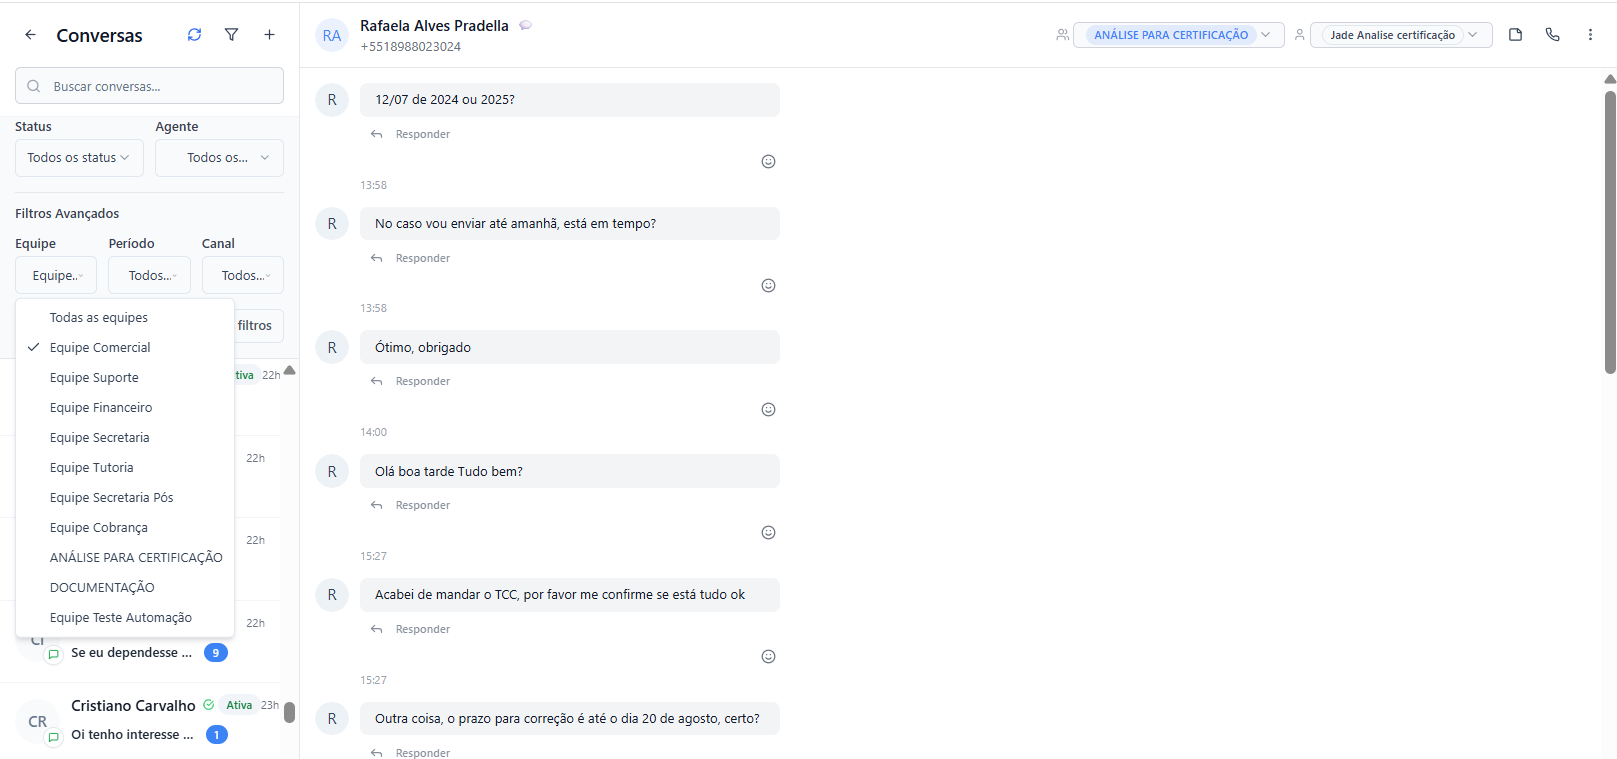 Conversas
Buscar conversas...
Status
Agente
Todos os status
Todos os...
Filtros Avançados
Equipe
Período
Canal
Equipe..
Todos...
Todos...
Todas as equipes
filtros
Equipe Comercial
Equipe Suporte
Equipe Financeiro
Equipe Secretaria
Equipe Tutoria
Equipe Secretaria Pós
Equipe Cobrança
ANÁLISE PARA CERTIFICAÇÃO
DOCUMENTAÇÃO
Equipe Teste Automação
22h
22h
22h
22h
Se eu dependesse ...
9
CR
Cristiano Carvalho
Ativa
23h
Oi tenho interesse ...
1
RA
Rafaela Alves Pradella
+5518988023024
ANÁLISE PARA CERTIFICAÇÃO
Jade Analise certificação
R
12/07 de 2024 ou 2025?
Responder
13:58
R
No caso vou enviar até amanhã, está em tempo?
Responder
13:58
R
Ótimo, obrigado
Responder
14:00
R
Olá boa tarde Tudo bem?
Responder
15:27
R
Acabei de mandar o TCC, por favor me confirme se está tudo ok
Responder
15:27
R
Outra coisa, o prazo para correção é até o dia 20 de agosto, certo?
Responder